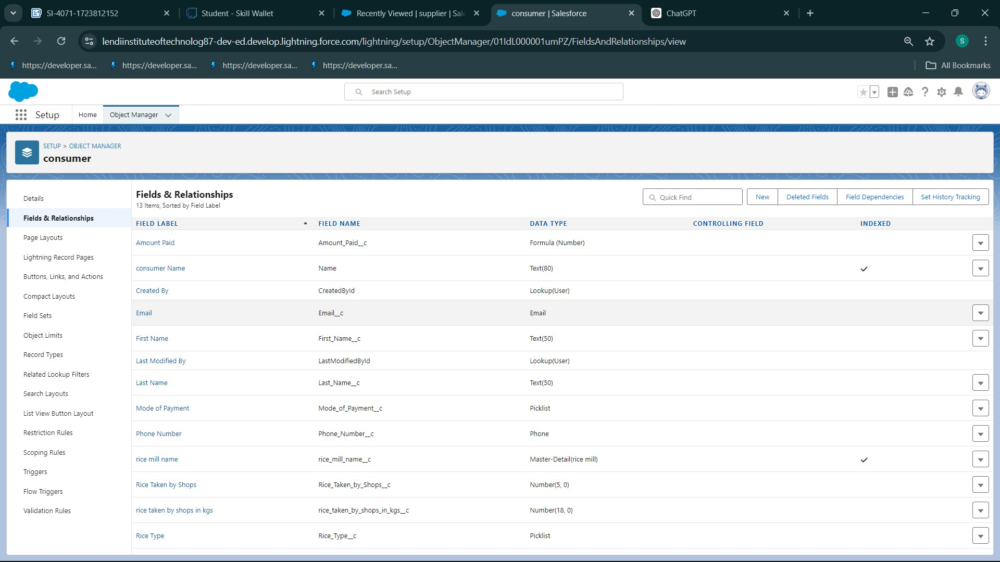 SI-4071-1723812152
Student - Skill Wallet
Recently Viewed | supplier | Sal
consumer | Salesforce
ChatGPT
lendiinstituteoftechnolog87-dev-ed.develop.lightning.force.com/lightning/setup/ObjectManager/01IdL000001umPZ/FieldsAndRelationships/view
S
https://developer.sa...
https://developer.sa...
https://developer.sa...
https://developer.sa...
All Bookmarks
Search Setup
Setup
Home
Object Manager
SETUP > OBJECT MANAGER
consumer
Details
Fields & Relationships
Page Layouts
Lightning Record Pages
Buttons, Links, and Actions
Compact Layouts
Field Sets
Object Limits
Record Types
Related Lookup Filters
Search Layouts
List View Button Layout
Restriction Rules
Scoping Rules
Triggers
Flow Triggers
Validation Rules
Fields & Relationships
13 Items, Sorted by Field Label
Quick Find
New
Deleted Fields
Field Dependencies
Set History Tracking
FIELD LABEL FIELD NAME DATA TYPE CONTROLLING FIELD INDEXED
Amount Paid Amount_Paid__c Formula (Number)
consumer Name Name Text(80)
Created By CreatedById Lookup(User)
Email Email__c Email
First Name First_Name__c Text(50)
Last Modified By LastModifiedById Lookup(User)
Last Name Last_Name__c Text(50)
Mode of Payment Mode_of_Payment__c Picklist
Phone Number Phone_Number__c Phone
rice mill name rice_mill_name__c Master-Detail(rice mill)
Rice Taken by Shops Rice_Taken_by_Shops__c Number(5, 0)
rice taken by shops in kgs rice_taken_by_shops_in_kgs__c Number(18, 0)
Rice Type Rice_Type__c Picklist